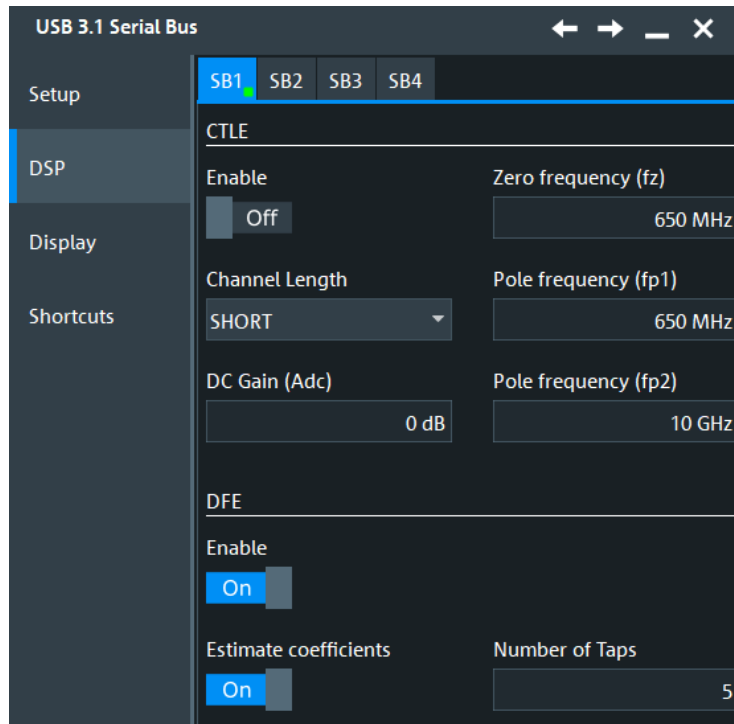 USB 3.1 Serial Bus
Setup
DSP
Display
Shortcuts
SB1 SB2 SB3 SB4
CTLE
Enable Zero frequency (fz)
Off 650 MHz
Channel Length Pole frequency (fp1)
SHORT 650 MHz
DC Gain (Adc) Pole frequency (fp2)
0 dB 10 GHz
DFE
Enable
On
Estimate coefficients Number of Taps
On 5